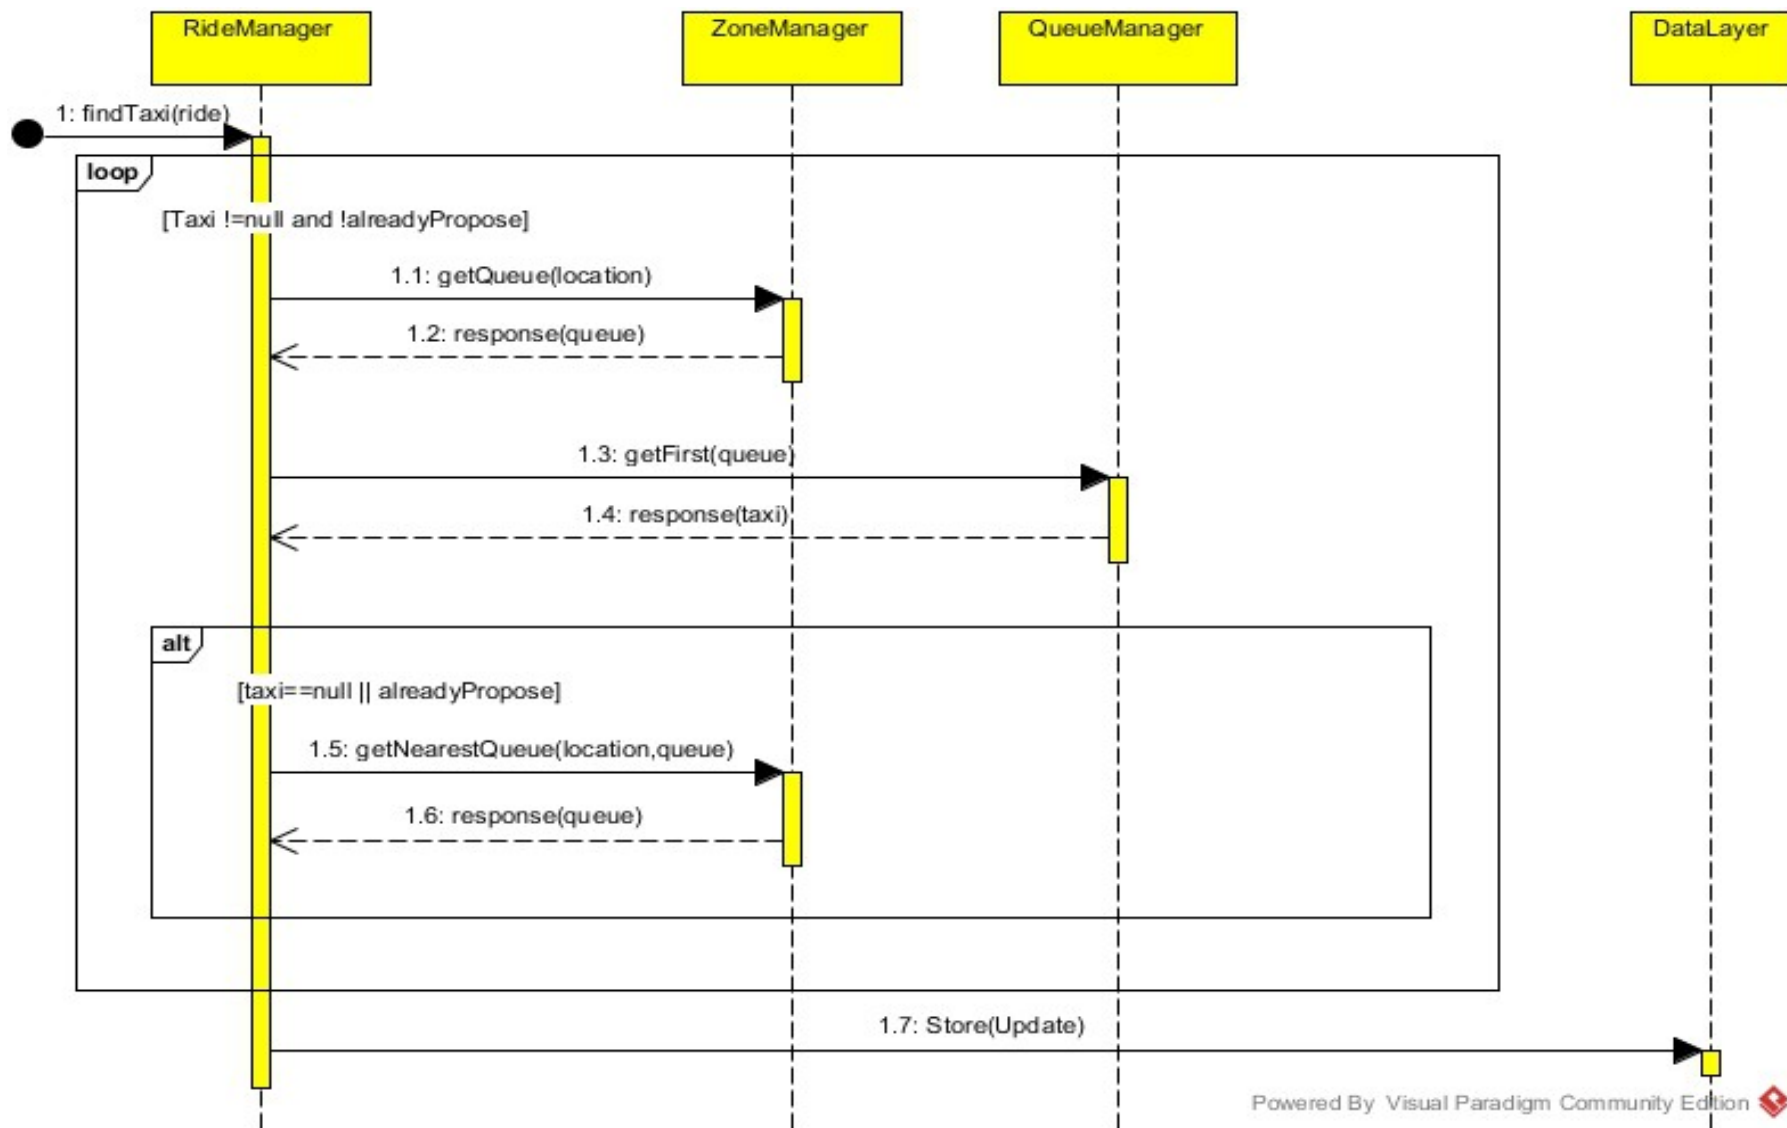 RideManager
ZoneManager
QueueManager
DataLayer
1: findTaxi(ride)
loop
[Taxi !=null and !alreadyPropose]
1.1: getQueue(location)
1.2: response(queue)
1.3: getFirst(queue)
1.4: response(taxi)
alt
[taxi==null || alreadyPropose]
1.5: getNearestQueue(location,queue)
1.6: response(queue)
1.7: Store(Update)
Powered By Visual Paradigm Community Edition